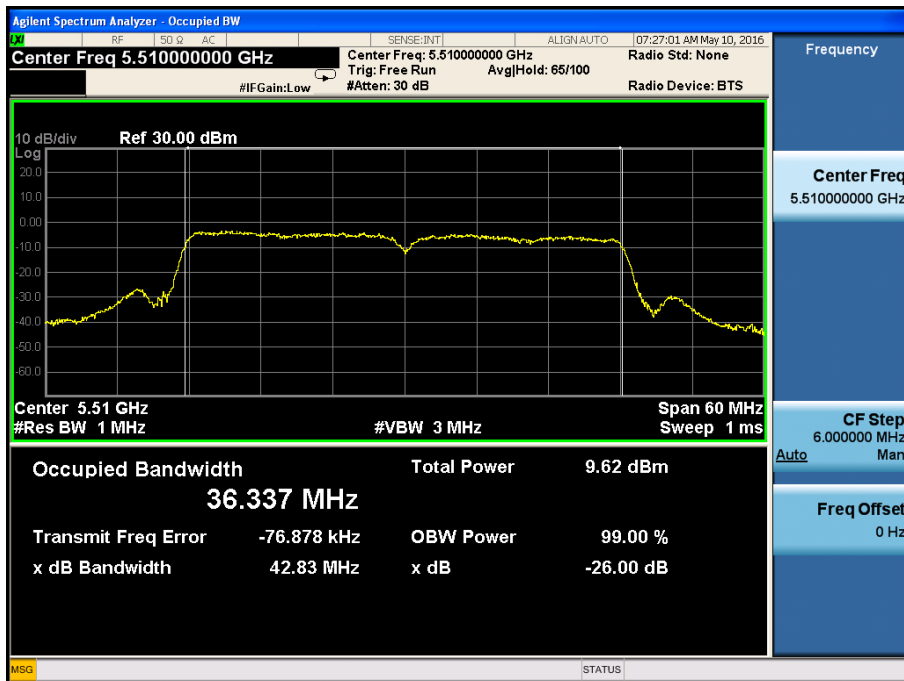 Agilent Spectrum Analyzer - Occupied BW
LXI RF 50 Ω AC SENSE:INT ALIGN AUTO 07:27:01 AM May 10, 2016
Center Freq 5.510000000 GHz
Center Freq: 5.510000000 GHz
Radio Std: None
Trig: Free Run Avg|Hold: 65/100
#IFGain:Low
#Atten: 30 dB
Radio Device: BTS
10 dB/div Ref 30.00 dBm
Log
20.0
10.0
0.00
-10.0
-20.0
-30.0
-40.0
-50.0
-60.0
Center 5.51 GHz Span 60 MHz
#Res BW 1 MHz #VBW 3 MHz Sweep 1 ms
Occupied Bandwidth Total Power 9.62 dBm
36.337 MHz
Transmit Freq Error -76.878 kHz OBW Power 99.00 %
x dB Bandwidth 42.83 MHz x dB -26.00 dB
Frequency
Center Freq
5.510000000 GHz
CF Step
6.000000 MHz
Auto Man
Freq Offset
0 Hz
MSG STATUS